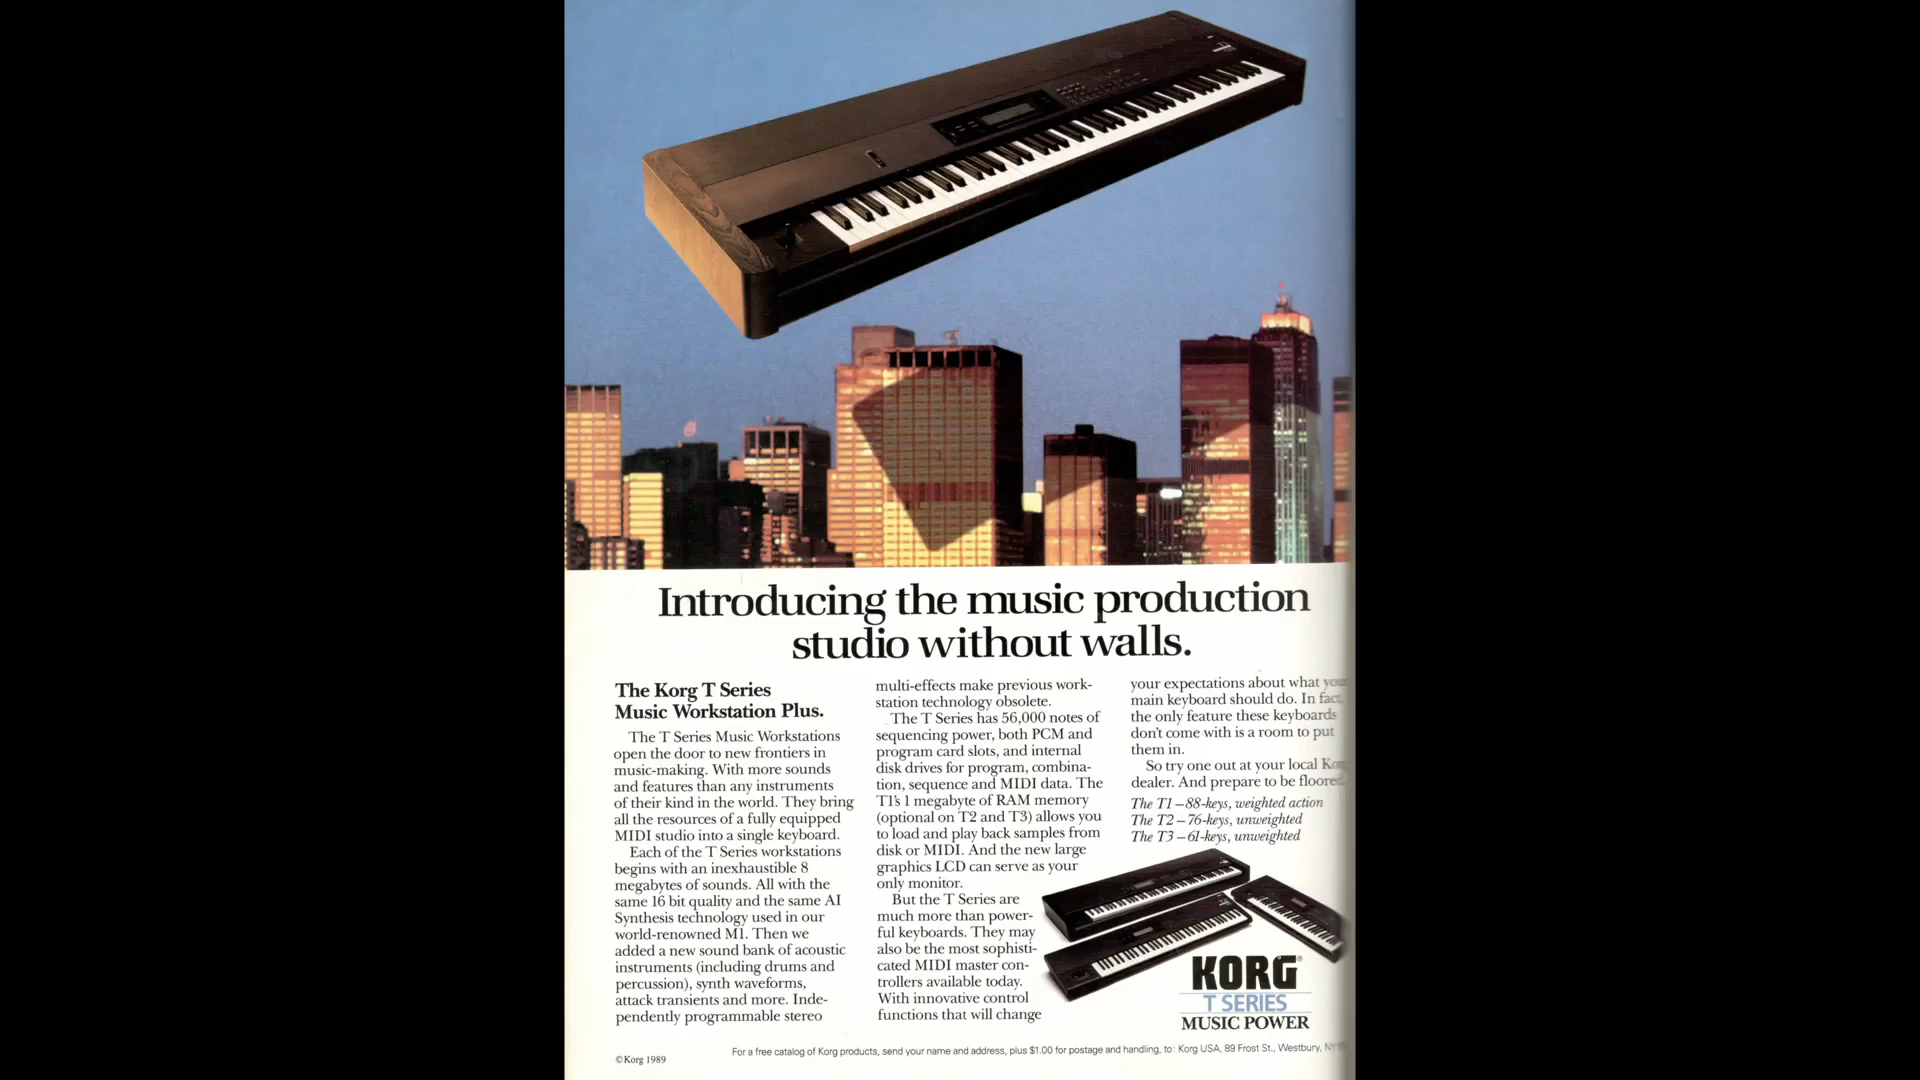 Introducing the music production
studio without walls.
The Korg T Series
Music Workstation Plus.
The T Series Music Workstations
open the door to new frontiers in
music-making. With more sounds
and features than any instruments
of their kind in the world. They bring
all the resources of a fully equipped
MIDI studio into a single keyboard.
Each of the T Series workstations
begins with an inexhaustible 8
megabytes of sounds. All with the
same 16 bit quality and the same AI
Synthesis technology used in our
world-renowned M1. Then we
added a new sound bank of acoustic
instruments (including drums and
percussion), synth waveforms,
attack transients and more. Inde-
pendently programmable stereo
multi-effects make previous work-
station technology obsolete.
The T Series has 56,000 notes of
sequencing power, both PCM and
program card slots, and internal
disk drives for program, combina-
tion, sequence and MIDI data. The
T1's 1 megabyte of RAM memory
(optional on T2 and T3) allows you
to load and play back samples from
disk or MIDI. And the new large
graphics LCD can serve as your
only monitor.
But the T Series are
much more than power-
ful keyboards. They may
also be the most sophisti-
cated MIDI master con-
trollers available today.
With innovative control
functions that will change
your expectations about what your
main keyboard should do. In fact,
the only feature these keyboards
don't come with is a room to put
them in.
So try one out at your local Korg
dealer. And prepare to be floored.
The T1–88-keys, weighted action
The T2–76-keys, unweighted
The T3–61-keys, unweighted
KORG®
T SERIES
MUSIC POWER
©Korg 1989
For a free catalog of Korg products, send your name and address, plus $1.00 for postage and handling, to: Korg USA, 89 Frost St., Westbury, NY